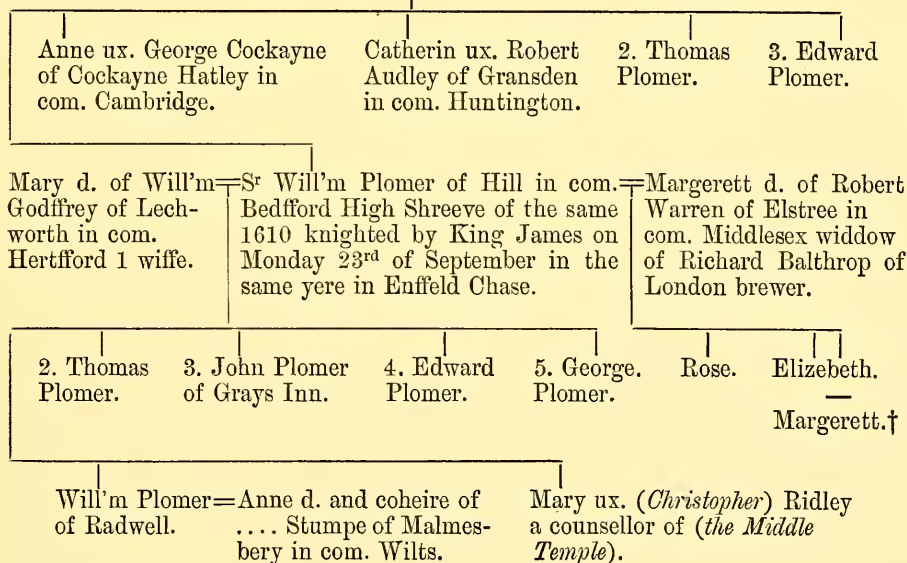 Anne ux. George Cockayne
of Cockayne Hatley in
com. Cambridge.
Catherin ux. Robert
Audley of Gransden
in com. Huntington.
2. Thomas
Plomer.
3. Edward
Plomer.
Mary d. of Will'm
Godffrey of Lech-
worth in com.
Hertfford 1 wiffe.
=
Sr Will'm Plomer of Hill in com.
Bedfford High Shreeve of the same
1610 knighted by King James on
Monday 23rd of September in the
same yere in Enffeld Chase.
=
Margerett d. of Robert
Warren of Elstree in
com. Middlesex widdow
of Richard Balthrop of
London brewer.
2. Thomas
Plomer.
3. John Plomer
of Grays Inn.
4. Edward
Plomer.
5. George.
Plomer.
Rose.
Elizebeth.
—
Margerett.†
Will'm Plomer
of Radwell.
=
Anne d. and coheire of
.... Stumpe of Malmes-
bery in com. Wilts.
Mary ux. (Christopher) Ridley
a counsellor of (the Middle
Temple).